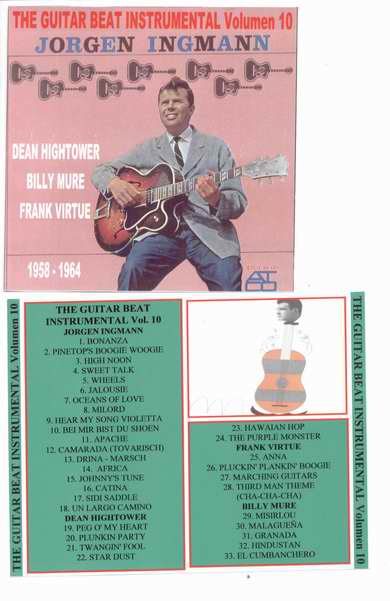 THE GUITAR BEAT INSTRUMENTAL Volumen 10
JORGEN INGMANN
DEAN HIGHTOWER
BILLY MURE
FRANK VIRTUE
1958 - 1964
THE GUITAR BEAT INSTRUMENTAL Volumen 10
THE GUITAR BEAT
INSTRUMENTAL Vol. 10
JORGEN INGMANN
1. BONANZA
2. PINETOP'S BOOGIE WOOGIE
3. HIGH NOON
4. SWEET TALK
5. WHEELS
6. JALOUSIE
7. OCEANS OF LOVE
8. MILORD
9. HEAR MY SONG VIOLETTA
10. BEI MIR BIST DU SHOEN
11. APACHE
12. CAMARADA (TOVARISCH)
13. DRINA - MARSCH
14. AFRICA
15. JOHNNY'S TUNE
16. CATINA
17. SIDI SADDLE
18. UN LARGO CAMINO
DEAN HIGHTOWER
19. PEG O' MY HEART
20. PLUNKIN PARTY
21. TWANGIN' FOOL
22. STAR DUST
23. HAWAIAN HOP
24. THE PURPLE MONSTER
FRANK VIRTUE
25. ANNA
26. PLUCKIN' PLANKIN' BOOGIE
27. MARCHING GUITARS
28. THIRD MAN THEME
(CHA-CHA-CHA)
BILLY MURE
29. MISIRLOU
30. MALAGUEÑA
31. GRANADA
32. HINDUSTAN
33. EL CUMBANCHERO
THE GUITAR BEAT INSTRUMENTAL Volumen 10